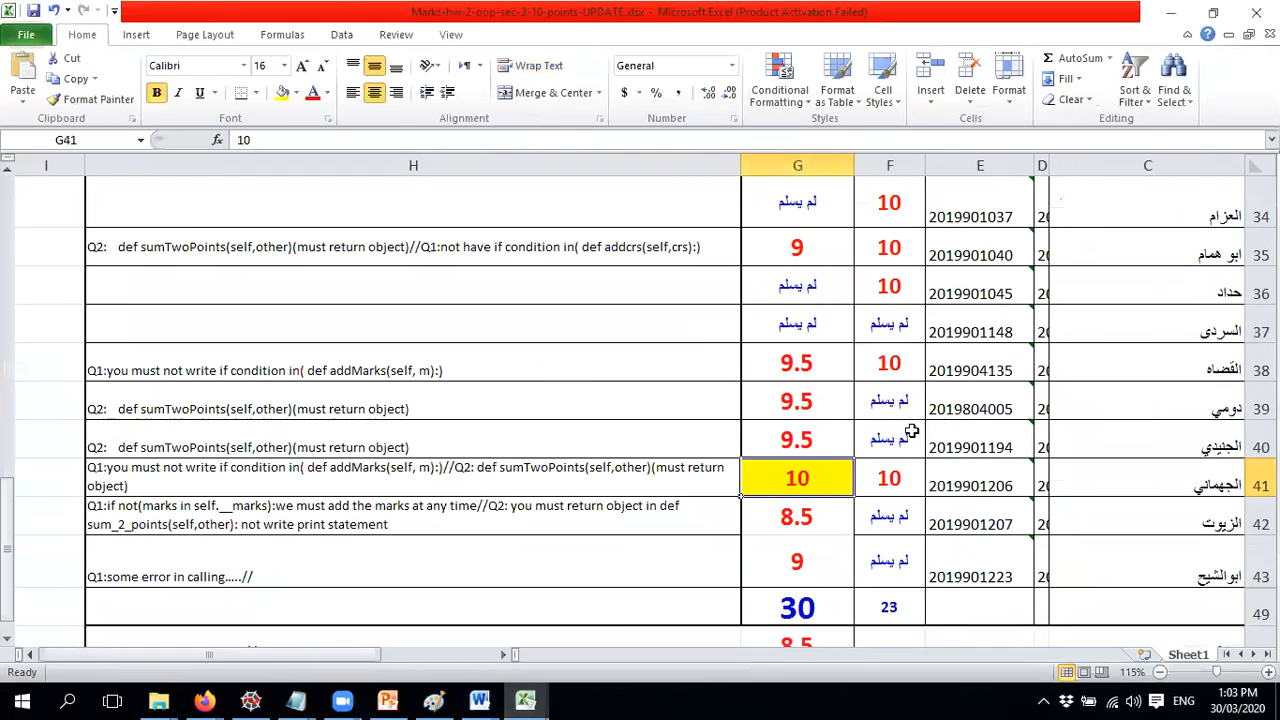 Marks-hw-2-oop-sec-3-10-points-UPDATE.xlsx - Microsoft Excel (Product Activation Failed)
File Home Insert Page Layout Formulas Data Review View
Cut Calibri 16 Wrap Text General AutoSum
Copy Fill
Paste Format Painter Merge & Center Conditional Formatting Format as Table Cell Styles Insert Delete Format Clear Sort & Filter Find & Select
Clipboard Font Alignment Number Styles Cells Editing
G41 fx 10
I H G F E D C
لم يسلم 10 2019901037 العزام 34
Q2: def sumTwoPoints(self,other)(must return object)//Q1:not have if condition in( def addcrs(self,crs):) 9 10 2019901040 ابو همام 35
لم يسلم 10 2019901045 حداد 36
لم يسلم لم يسلم 2019901148 السردى 37
Q1:you must not write if condition in( def addMarks(self, m):) 9.5 10 2019904135 القضاه 38
Q2: def sumTwoPoints(self,other)(must return object) 9.5 لم يسلم 2019804005 دومي 39
Q2: def sumTwoPoints(self,other)(must return object) 9.5 لم يسلم 2019901194 الجنيدي 40
Q1:you must not write if condition in( def addMarks(self, m):)//Q2: def sumTwoPoints(self,other)(must return
object) 10 10 2019901206 الجهماني 41
Q1:if not(marks in self.__marks):we must add the marks at any time//Q2: you must return object in def
sum_2_points(self,other): not write print statement 8.5 لم يسلم 2019901207 الزيوت 42
Q1:some error in calling.....// 9 لم يسلم 2019901223 ابوالشيح 43
30 23 49
8.5
Sheet1
Ready 115%
ENG 1:03 PM
30/03/2020